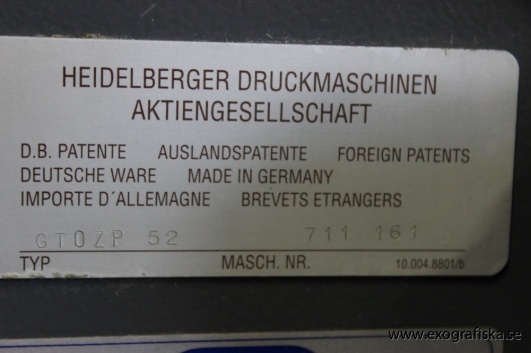 HEIDELBERGER DRUCKMASCHINEN
AKTIENGESELLSCHAFT
D.B. PATENTE AUSLANDSPATENTE FOREIGN PATENTS
DEUTSCHE WARE MADE IN GERMANY
IMPORTE D´ALLEMAGNE BREVETS ETRANGERS
GTOZP 52 711 161
TYP MASCH. NR. 10.004.8801/b
www.exografiska.se